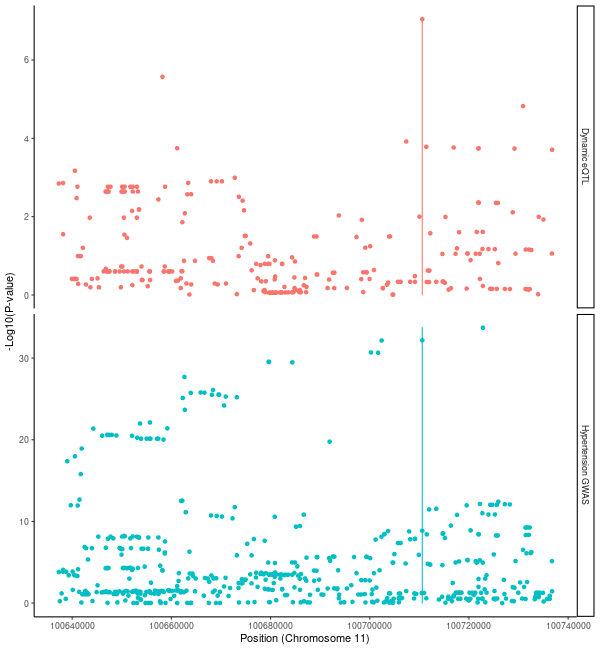 6
4
2
0
Dynamic eQTL
-Log10(P-value)
30
20
10
0
Hypertension GWAS
100640000 100660000 100680000 100700000 100720000 100740000
Position (Chromosome 11)